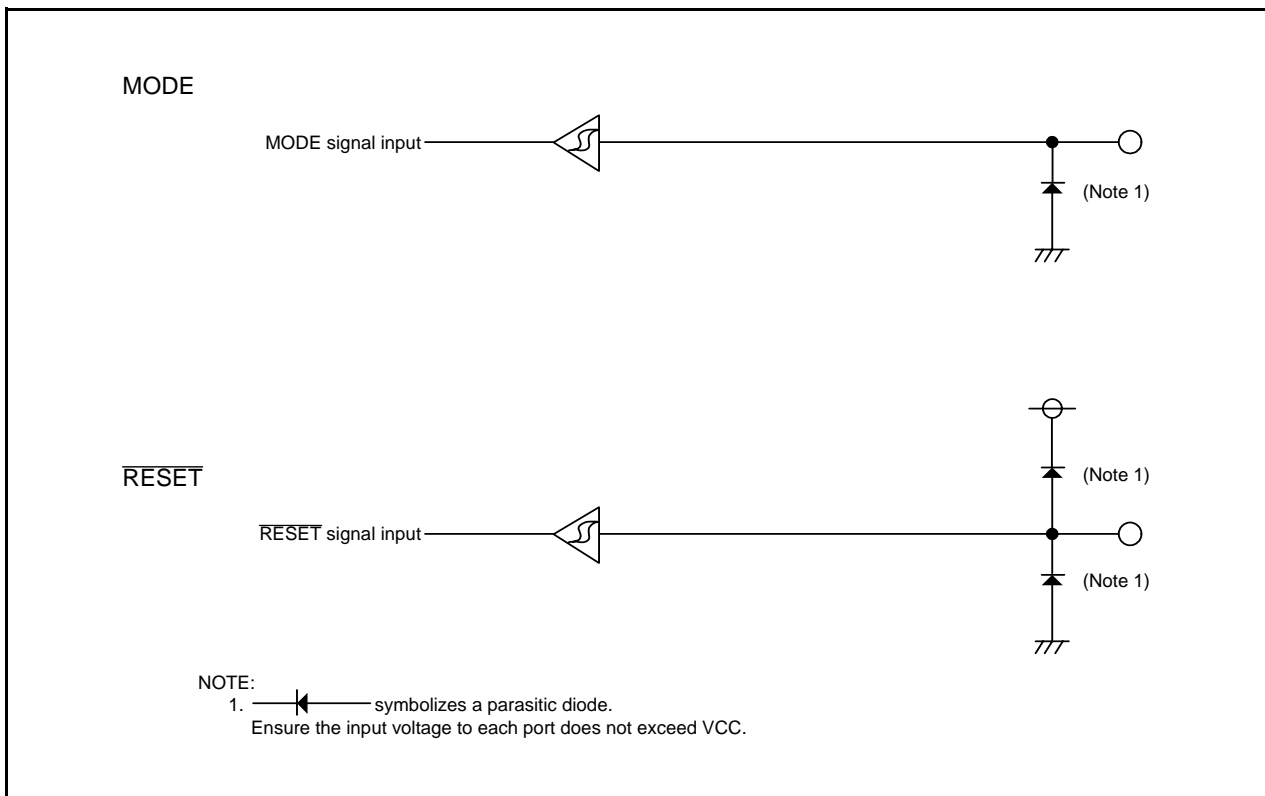 MODE
MODE signal input
(Note 1)
(Note 1)
RESET
RESET signal input
(Note 1)
NOTE:
1. symbolizes a parasitic diode.
Ensure the input voltage to each port does not exceed VCC.